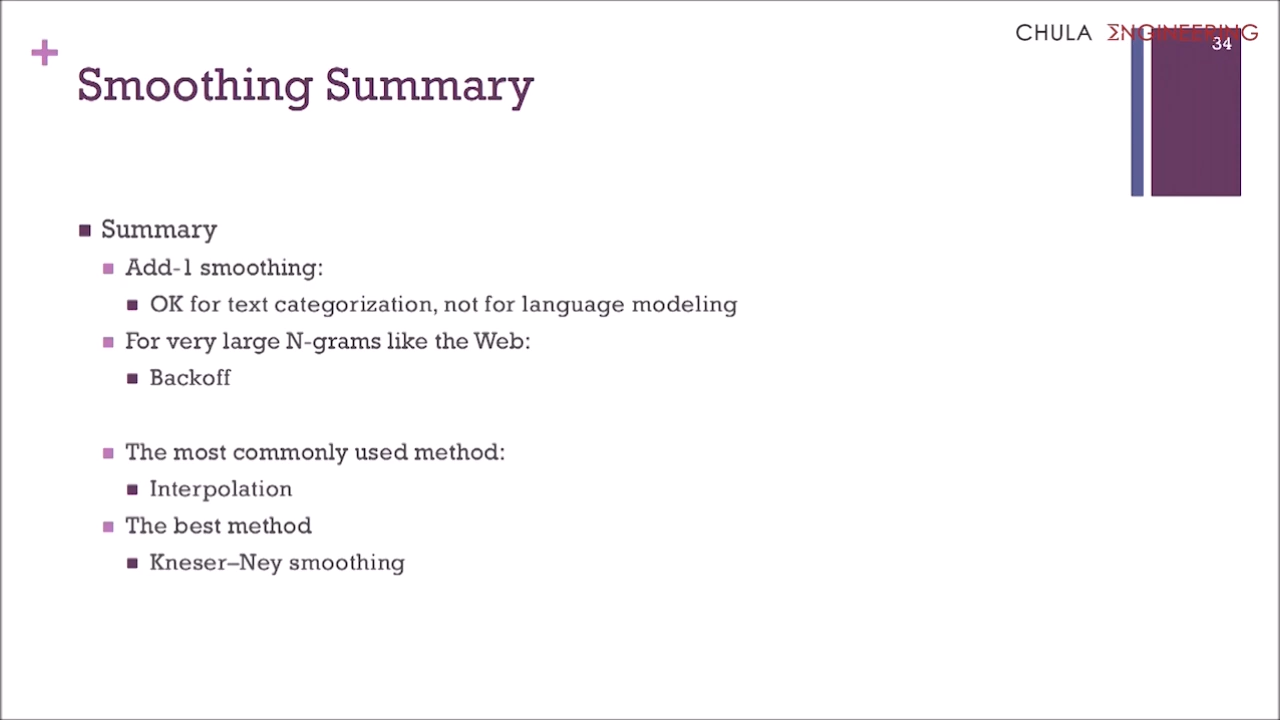 CHULA ΣNGINEERING
34
Smoothing Summary
Summary
Add-1 smoothing:
OK for text categorization, not for language modeling
For very large N-grams like the Web:
Backoff
The most commonly used method:
Interpolation
The best method
Kneser–Ney smoothing